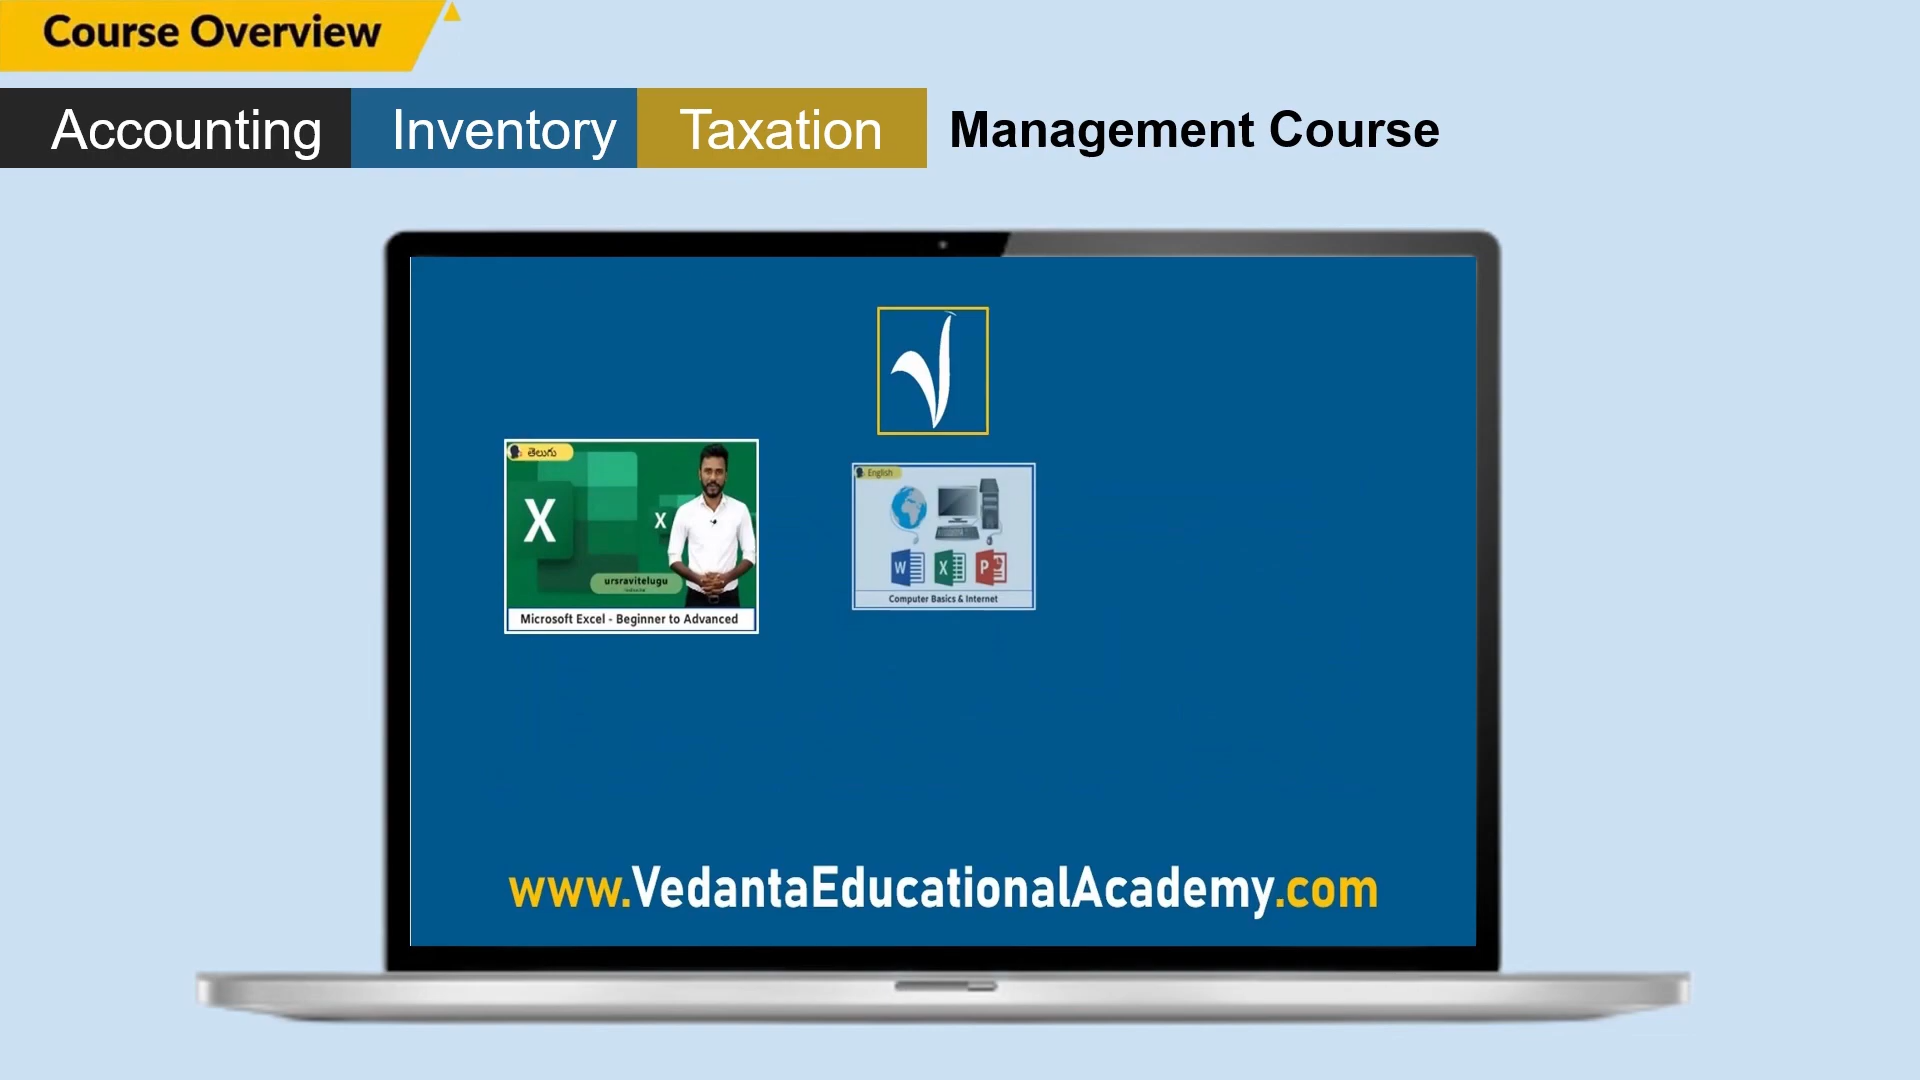 Course Overview
Accounting Inventory Taxation Management Course
తెలుగు
X
X
ursravitelugu
Microsoft Excel - Beginner to Advanced
English
W X P
Computer Basics & Internet
www.VedantaEducationalAcademy.com